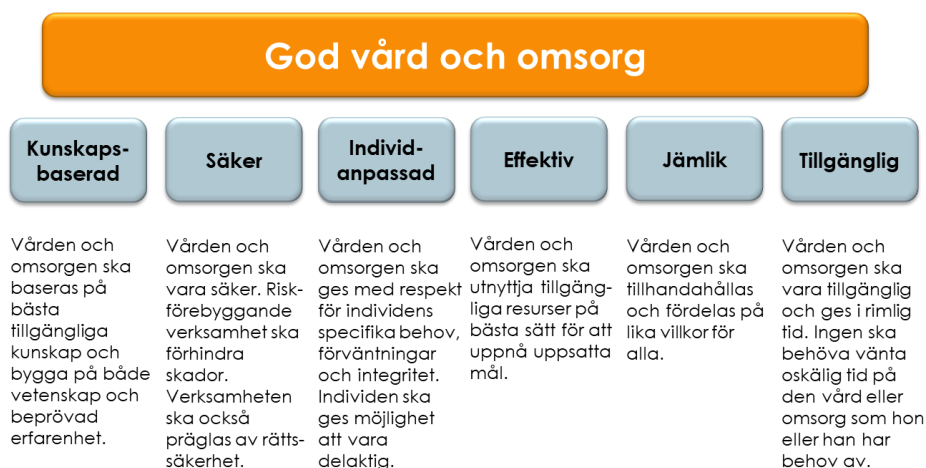 God vård och omsorg
Kunskaps-
baserad
Säker
Individ-
anpassad
Effektiv
Jämlik
Tillgänglig
Vården och
omsorgen ska
baseras på
bästa
tillgängliga
kunskap och
bygga på både
vetenskap och
beprövad
erfarenhet.
Vården och
omsorgen ska
vara säker. Risk-
förebyggande
verksamhet ska
förhindra
skador.
Verksamheten
ska också
präglas av rätts-
säkerhet.
Vården och
omsorgen ska
ges med respekt
för individens
specifika behov,
förväntningar
och integritet.
Individen ska
ges möjlighet
att vara
delaktig.
Vården och
omsorgen ska
utnyttja tillgäng-
liga resurser på
bästa sätt för att
uppnå uppsatta
mål.
Vården och
omsorgen ska
tillhandahållas
och fördelas på
lika villkor för
alla.
Vården och
omsorgen ska
vara tillgänglig
och ges i rimlig
tid. Ingen ska
behöva vänta
oskälig tid på
den vård eller
omsorg som hon
eller han har
behov av.